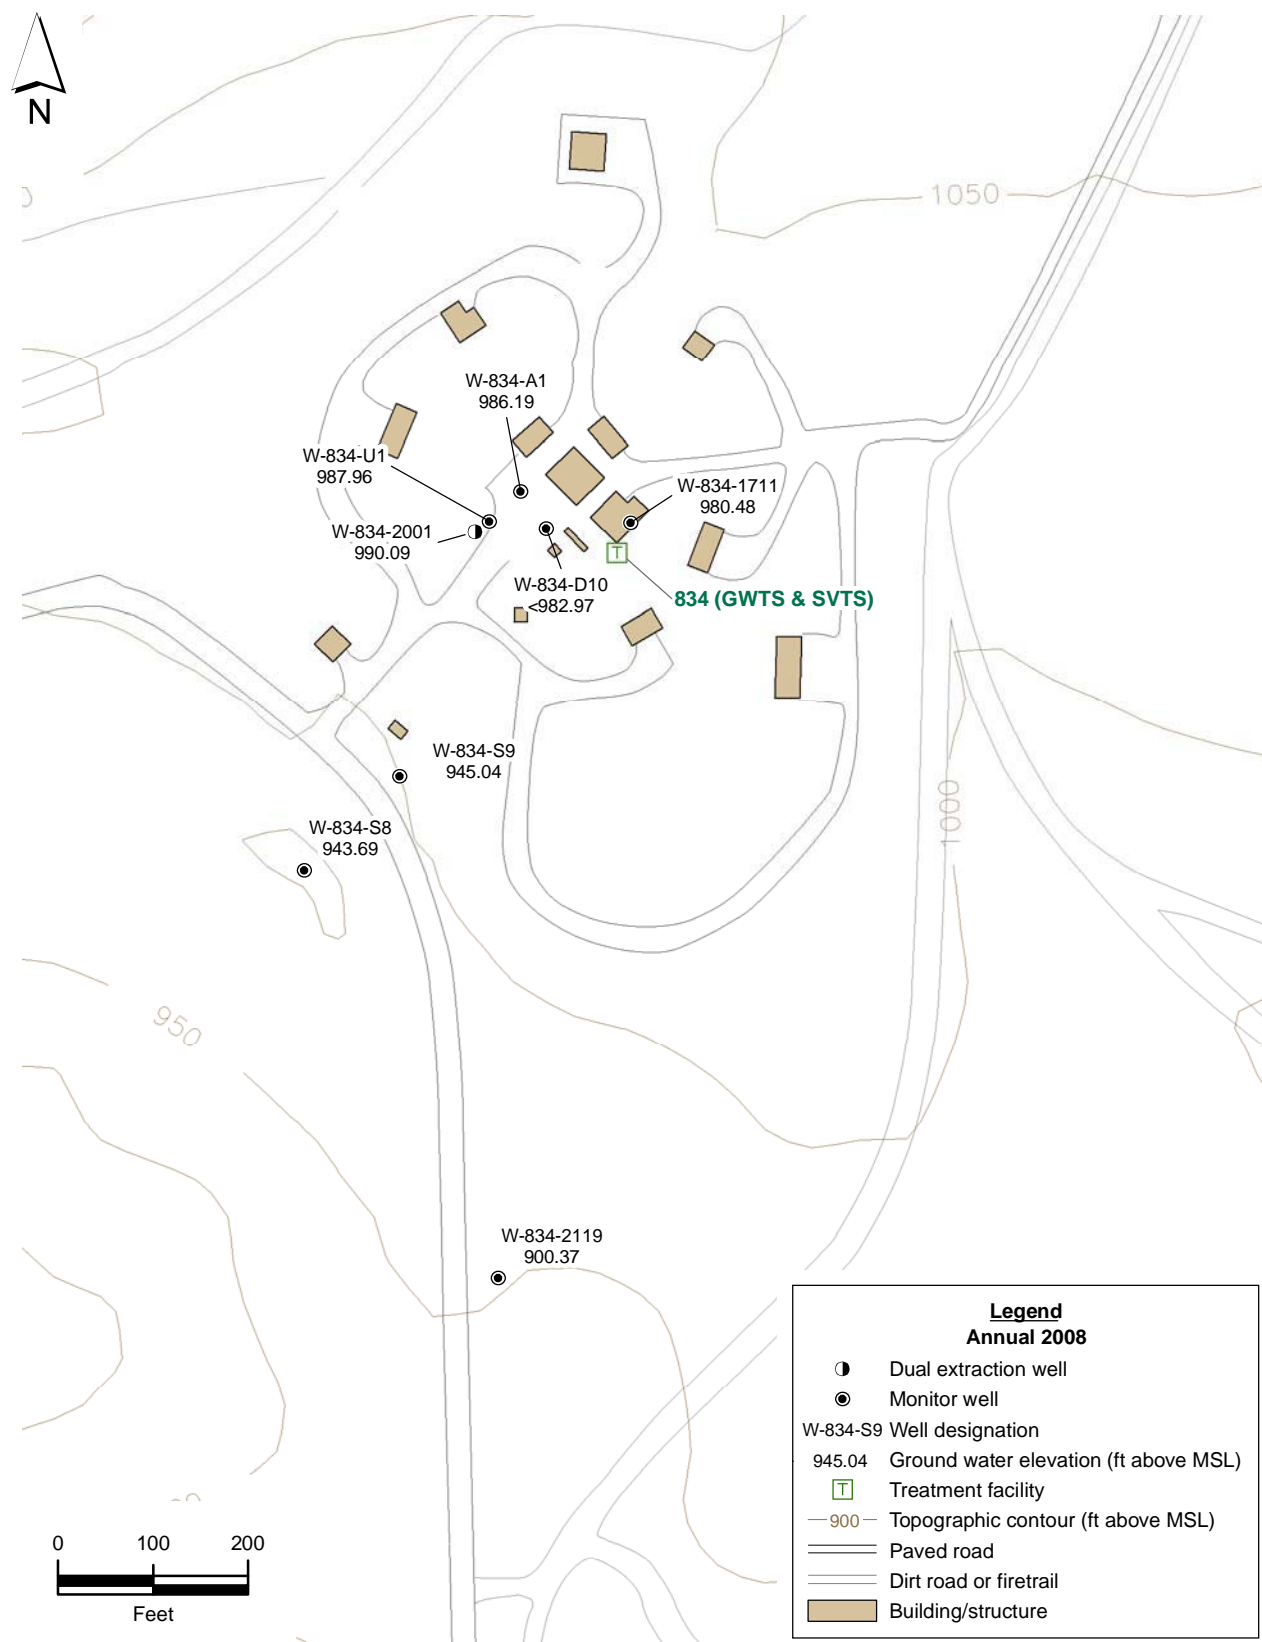 N
1050
W-834-A1
986.19
W-834-U1
987.96
W-834-1711
980.48
W-834-2001
990.09
W-834-D10
<982.97
T
834 (GWTS & SVTS)
W-834-S9
945.04
1000
W-834-S8
943.69
950
W-834-2119
900.37
0 100 200
Feet
Legend
Annual 2008
Dual extraction well
Monitor well
W-834-S9 Well designation
945.04 Ground water elevation (ft above MSL)
T Treatment facility
900 Topographic contour (ft above MSL)
Paved road
Dirt road or firetrail
Building/structure